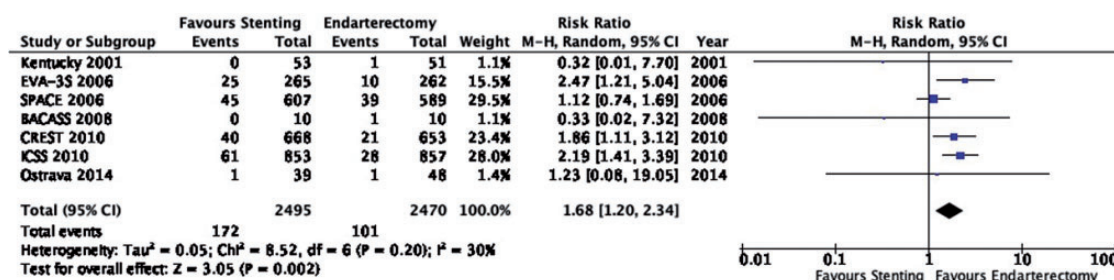 Favours Stenting Endarterectomy Risk Ratio Risk Ratio
Study or Subgroup Events Total Events Total Weight M-H, Random, 95% CI Year M-H, Random, 95% CI
Kentucky 2001 0 53 1 51 1.1% 0.32 [0.01, 7.70] 2001
EVA-3S 2006 25 265 10 262 15.5% 2.47 [1.21, 5.04] 2006
SPACE 2006 45 607 39 589 29.5% 1.12 [0.74, 1.69] 2006
BACASS 2008 0 10 1 10 1.1% 0.33 [0.02, 7.32] 2008
CREST 2010 40 668 21 653 23.4% 1.86 [1.11, 3.12] 2010
ICSS 2010 61 853 28 857 28.0% 2.19 [1.41, 3.39] 2010
Ostrava 2014 1 39 1 48 1.4% 1.23 [0.08, 19.05] 2014
Total (95% CI) 2495 2470 100.0% 1.68 [1.20, 2.34]
Total events 172 101
Heterogeneity: Tau² = 0.05; Chi² = 8.52, df = 6 (P = 0.20); I² = 30%
Test for overall effect: Z = 3.05 (P = 0.002)
0.01 0.1 1 10 100
Favours Stenting Favours Endarterectomy